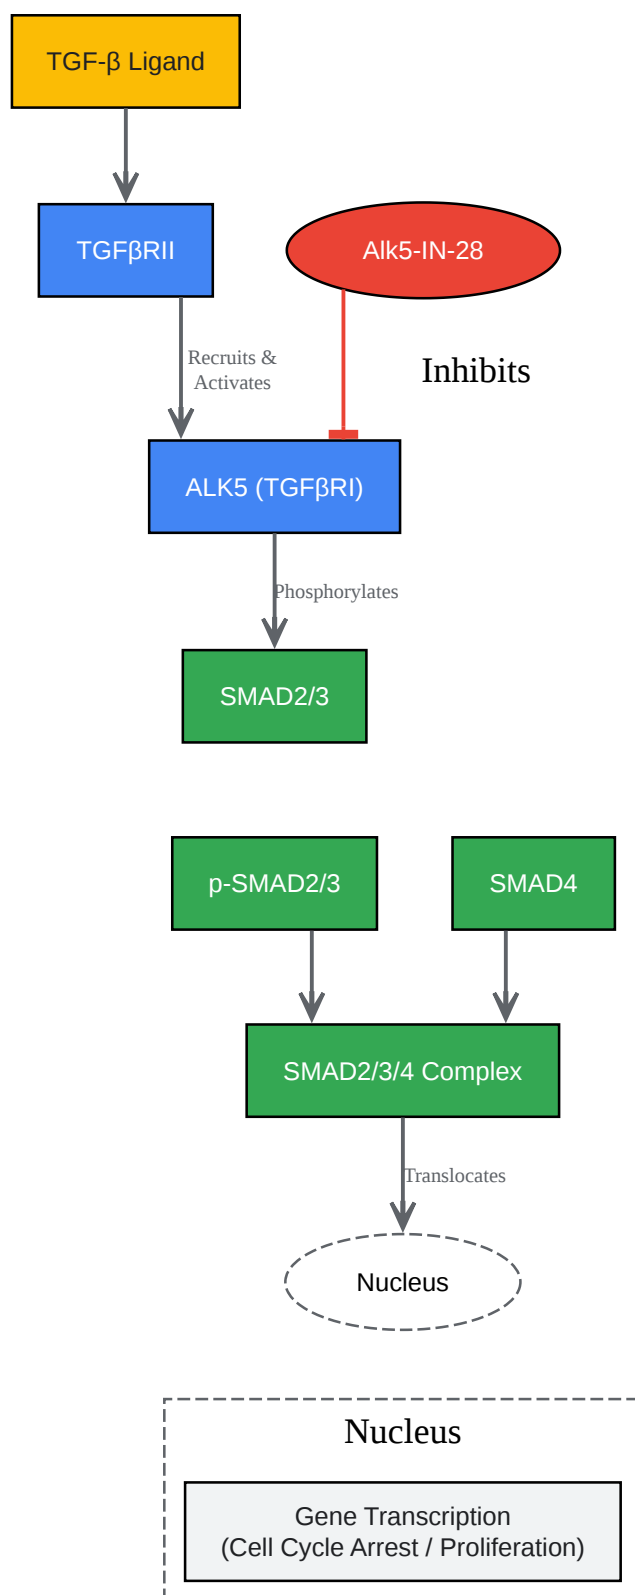 TGF-β Ligand
TGFβRII
Alk5-IN-28
Recruits &
Activates
Inhibits
ALK5 (TGFβRI)
Phosphorylates
SMAD2/3
p-SMAD2/3
SMAD4
SMAD2/3/4 Complex
Translocates
Nucleus
Nucleus
Gene Transcription
(Cell Cycle Arrest / Proliferation)